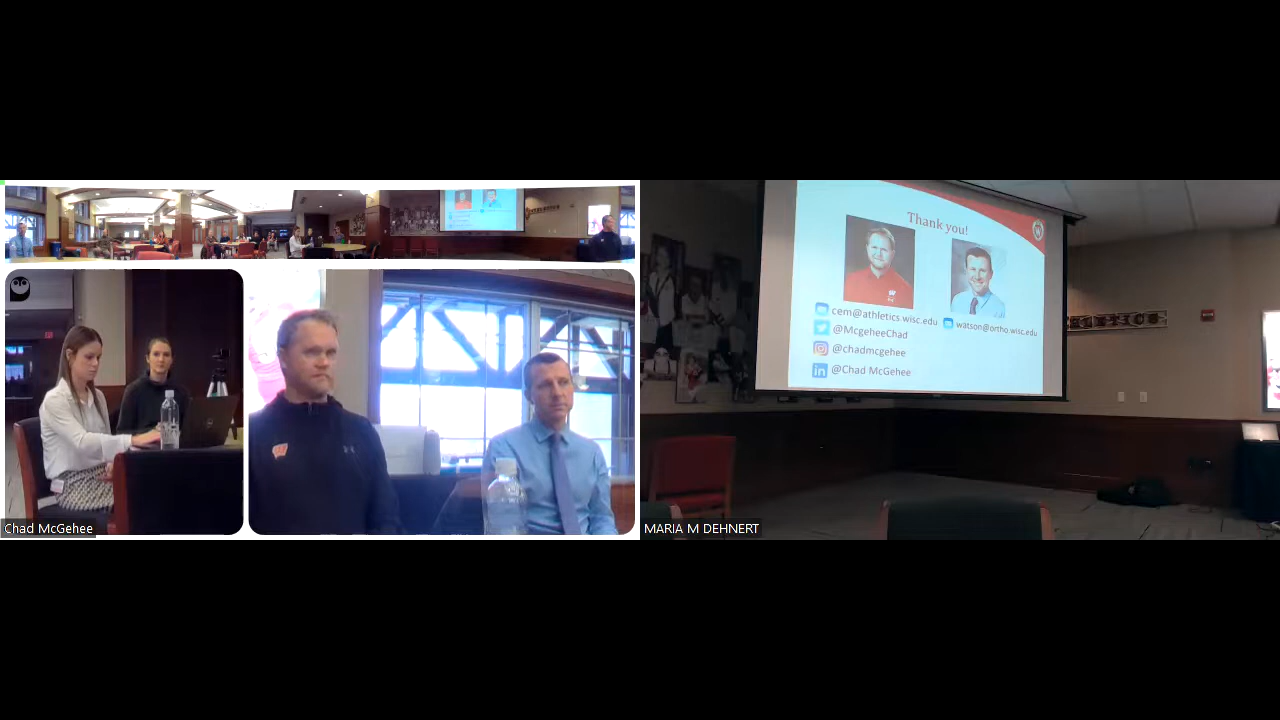 Thank you!
cem@athletics.wisc.edu
watson@ortho.wisc.edu
@McgeheeChad
@chadmcgehee
@Chad McGehee
Chad McGehee
MARIA M DEHNERT